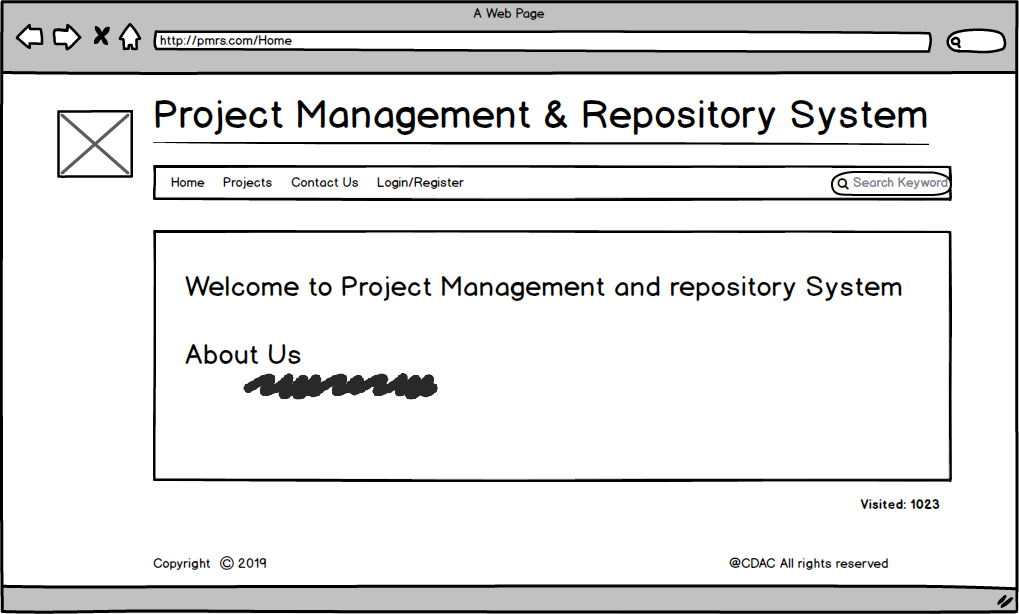 A Web Page
http://pmrs.com/Home
Project Management & Repository System
Home Projects Contact Us Login/Register Search Keyword
Welcome to Project Management and repository System
About Us
Visited: 1023
Copyright © 2019 @CDAC All rights reserved